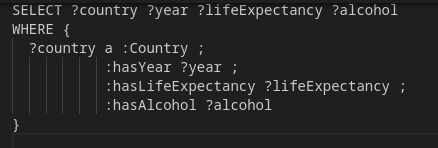 SELECT ?country ?year ?lifeExpectancy ?alcohol
WHERE {
  ?country a :Country ;
           :hasYear ?year ;
           :hasLifeExpectancy ?lifeExpectancy ;
           :hasAlcohol ?alcohol
}